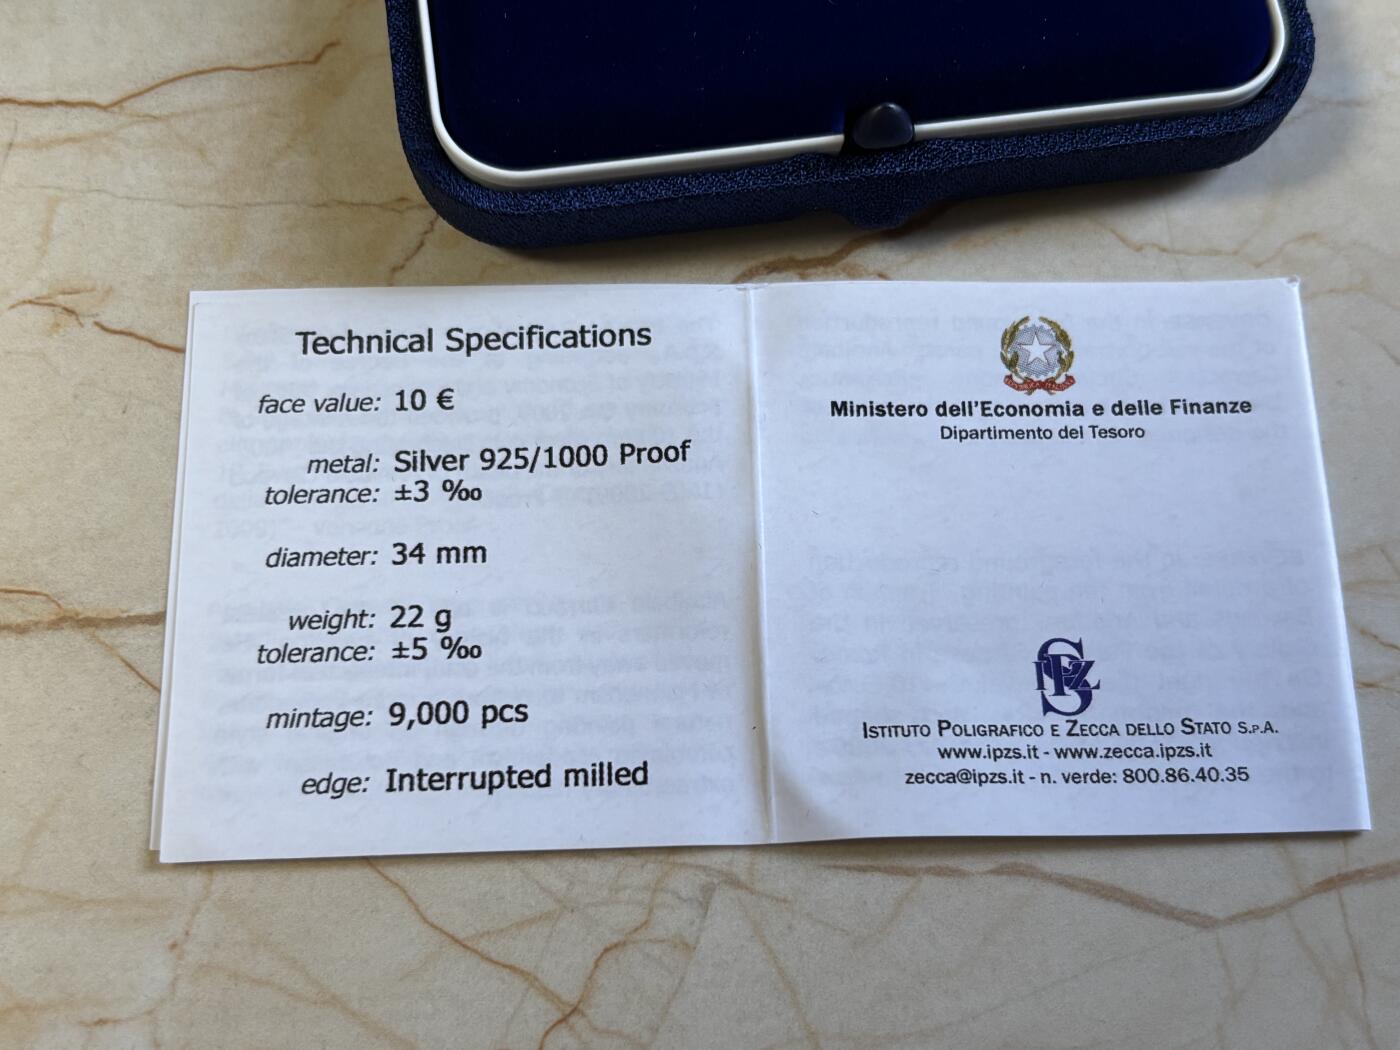 Technical Specifications
face value: 10 €
metal: Silver 925/1000 Proof
tolerance: ±3 ‰
diameter: 34 mm
weight: 22 g
tolerance: ±5 ‰
mintage: 9,000 pcs
edge: Interrupted milled
Ministero dell'Economia e delle Finanze
Dipartimento del Tesoro
IPZS
ISTITUTO POLIGRAFICO E ZECCA DELLO STATO S.P.A.
www.ipzs.it - www.zecca.ipzs.it
zecca@ipzs.it - n. verde: 800.86.40.35